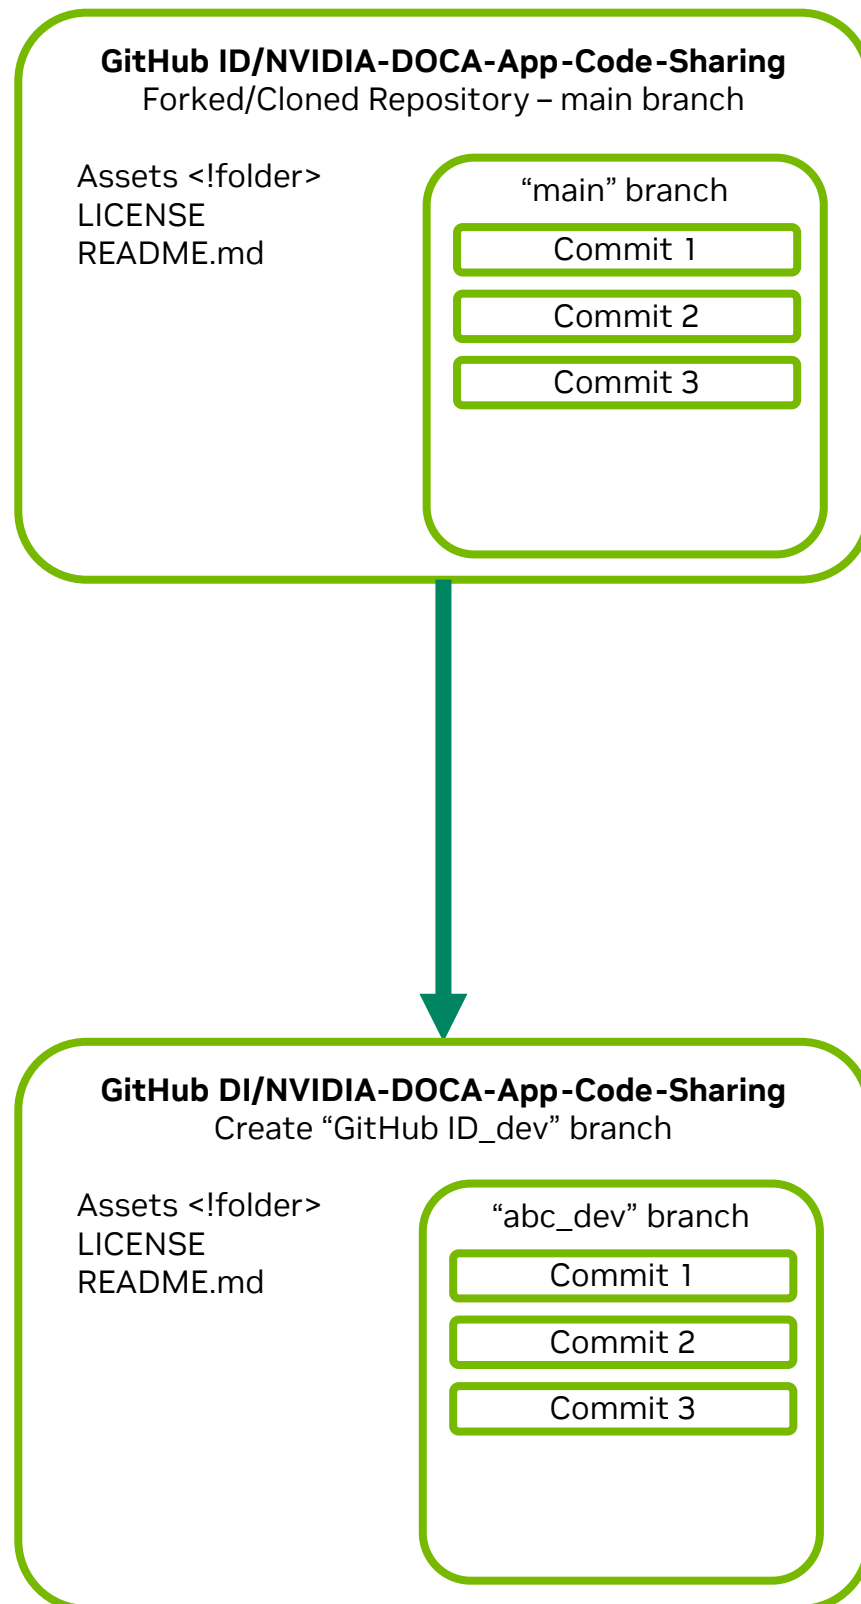 GitHub ID/NVIDIA-DOCA-App-Code-Sharing
Forked/Cloned Repository – main branch
Assets <!folder>
LICENSE
README.md
“main” branch
Commit 1
Commit 2
Commit 3
GitHub DI/NVIDIA-DOCA-App-Code-Sharing
Create “GitHub ID_dev” branch
Assets <!folder>
LICENSE
README.md
“abc_dev” branch
Commit 1
Commit 2
Commit 3